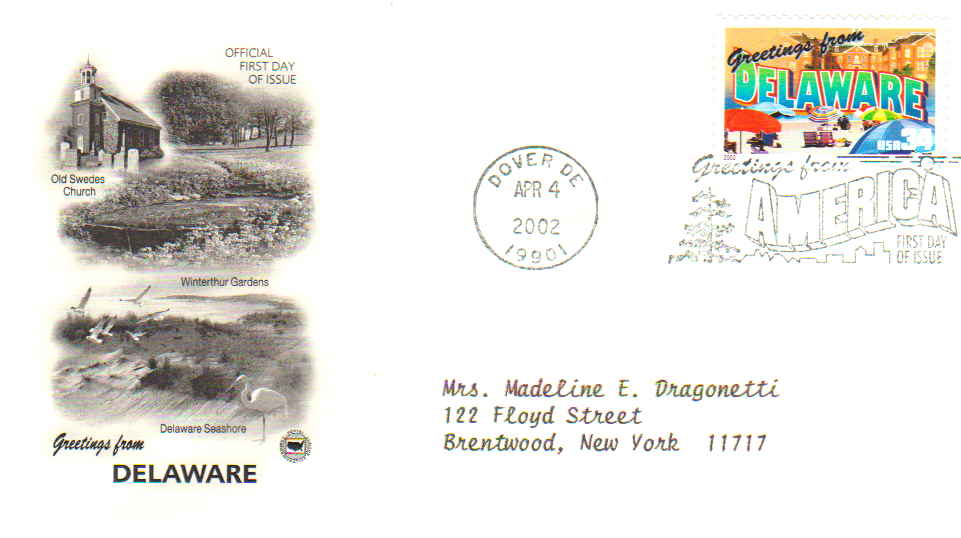 OFFICIAL
FIRST DAY
OF ISSUE
Old Swedes
Church
Winterthur Gardens
Delaware Seashore
Greetings from
DELAWARE
DOVER DE
APR 4
2002
19901
Greetings from
DELAWARE
USA 34
2002
Greetings from
AMERICA
FIRST DAY
OF ISSUE
Mrs. Madeline E. Dragonetti
122 Floyd Street
Brentwood, New York 11717